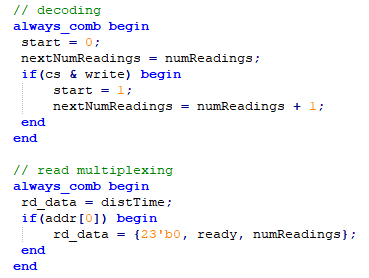 // decoding
always_comb begin
start = 0;
nextNumReadings = numReadings;
if(cs & write) begin
start = 1;
nextNumReadings = numReadings + 1;
end
end
// read multiplexing
always_comb begin
rd_data = distTime;
if(addr[0]) begin
rd_data = {23'b0, ready, numReadings};
end
end